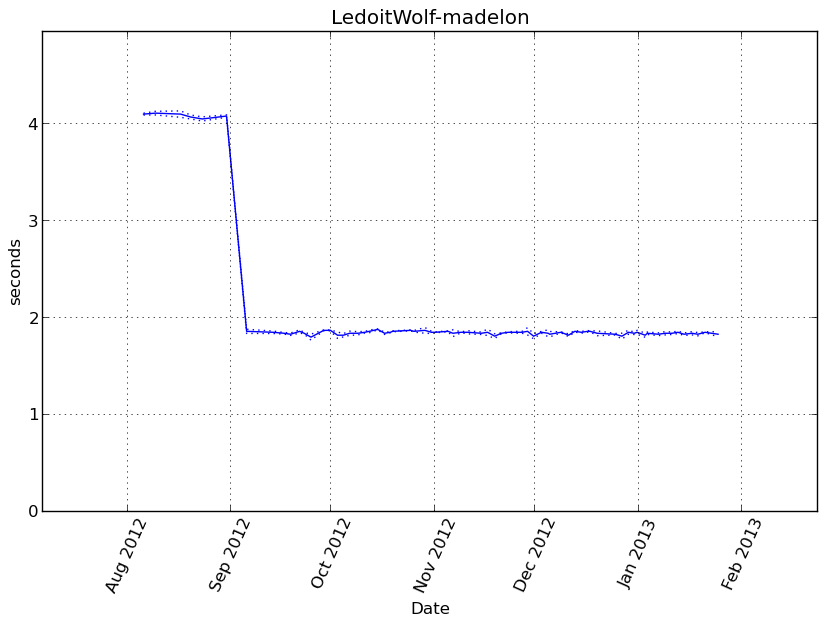 LedoitWolf-madelon
seconds
4
3
2
1
0
Aug 2012
Sep 2012
Oct 2012
Nov 2012
Dec 2012
Jan 2013
Feb 2013
Date